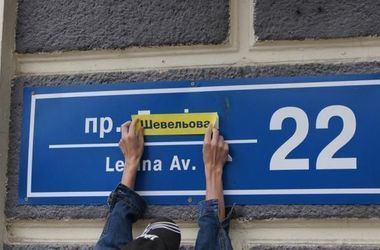 пр. Шевельова
22
Le na Av.